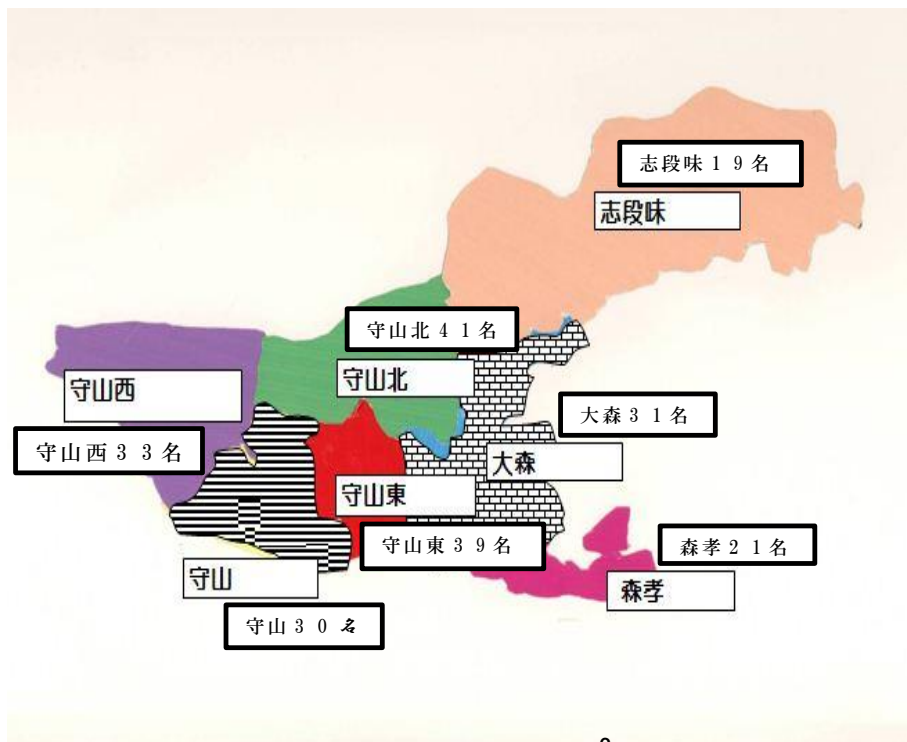 志段味１９名
志段味
守山北４１名
守山北
守山西
大森３１名
守山西３３名
大森
守山東
守山東３９名
森孝２１名
守山
森孝
守山３０名